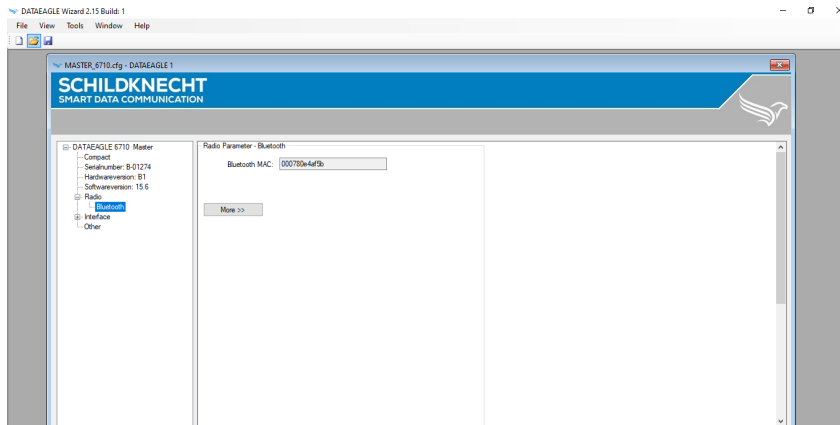 DATAEAGLE Wizard 2.15 Build: 1
File View Tools Window Help
MASTER_6710.cfg - DATAEAGLE 1
SCHILDKNECHT
SMART DATA COMMUNICATION
DATAEAGLE 6710 Master
Compact
Serialnumber: B-01274
Hardwareversion: B1
Softwareversion: 15.6
Radio
Bluetooth
Interface
Other
Radio Parameter - Bluetooth
Bluetooth MAC: 000780e4af5b
More >>